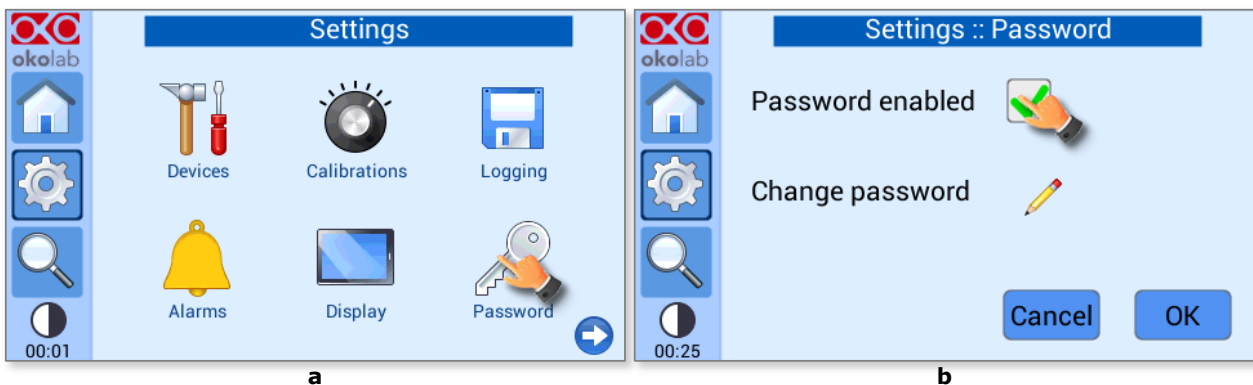 Settings
okolab
Devices
Calibrations
Logging
Alarms
Display
Password
00:01
a
Settings :: Password
okolab
Password enabled
Change password
Cancel
OK
00:25
b